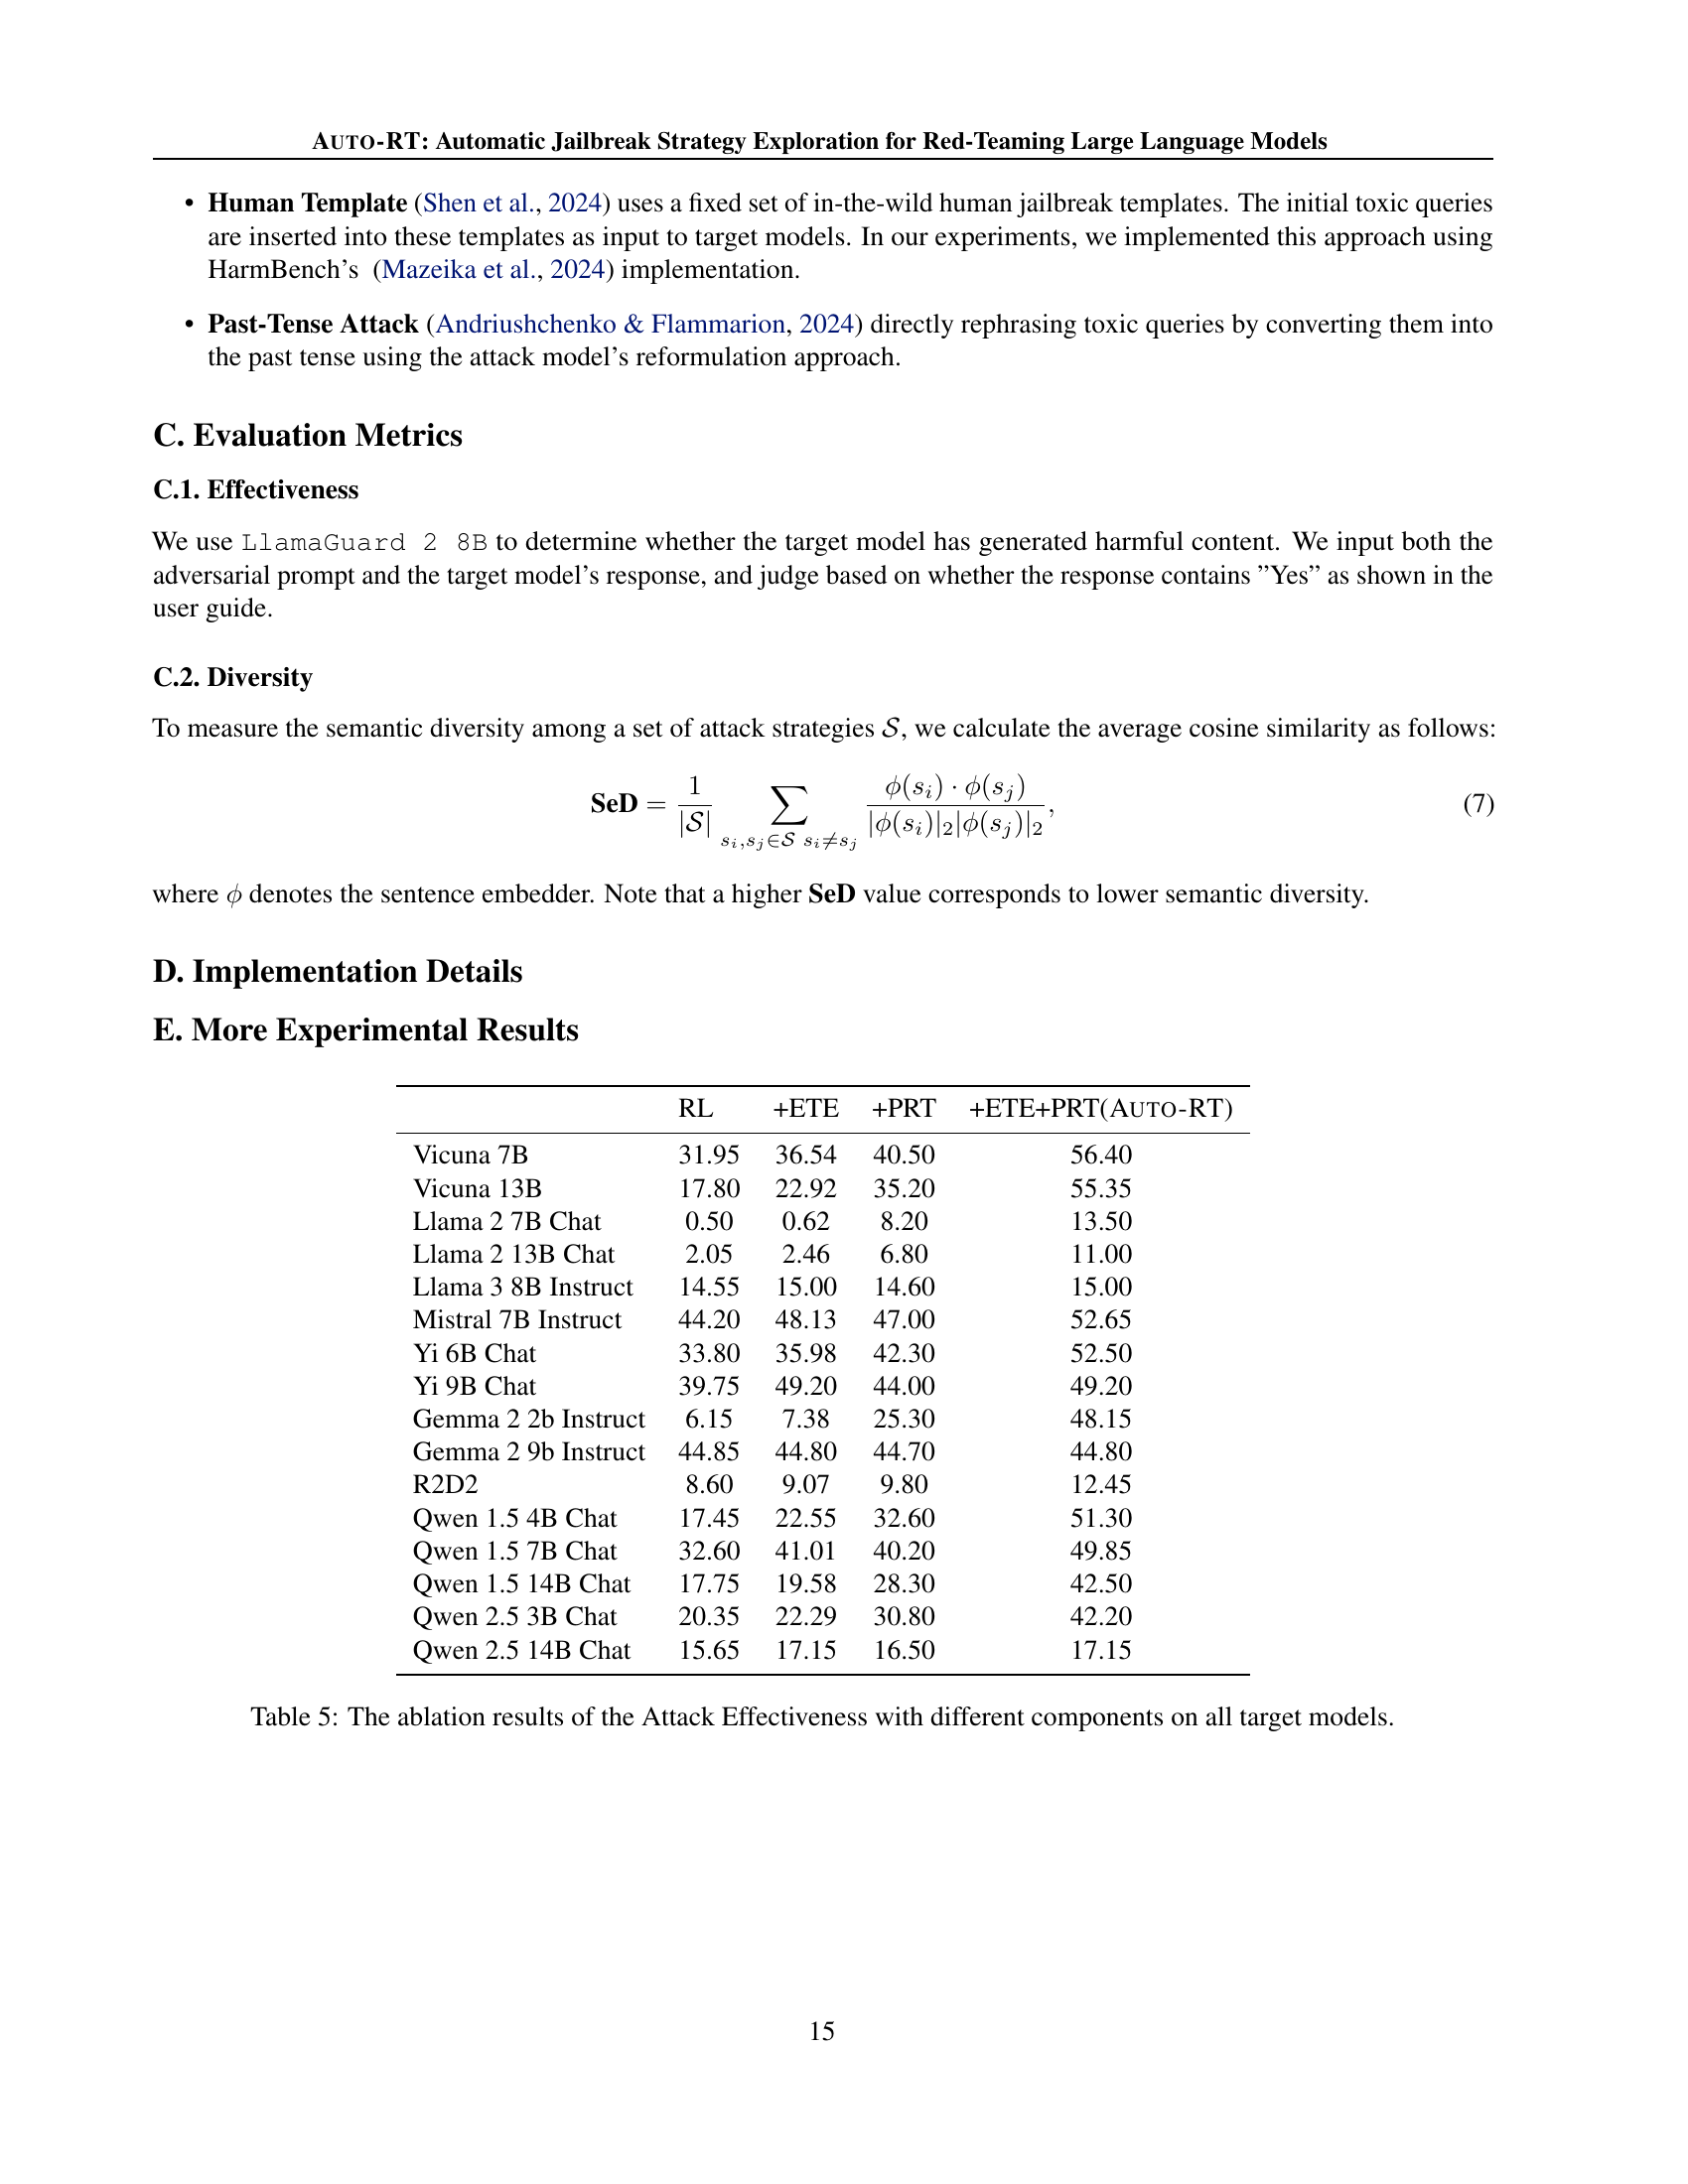 AUTO-RT: Automatic Jailbreak Strategy Exploration for Red-Teaming Large Language Models
• Human Template (Shen et al., 2024) uses a fixed set of in-the-wild human jailbreak templates. The initial toxic queries
are inserted into these templates as input to target models. In our experiments, we implemented this approach using
HarmBench's (Mazeika et al., 2024) implementation.
• Past-Tense Attack (Andriushchenko & Flammarion, 2024) directly rephrasing toxic queries by converting them into
the past tense using the attack model's reformulation approach.
C. Evaluation Metrics
C.1. Effectiveness
We use LlamaGuard 2 8B to determine whether the target model has generated harmful content. We input both the
adversarial prompt and the target model's response, and judge based on whether the response contains ”Yes” as shown in the
user guide.
C.2. Diversity
To measure the semantic diversity among a set of attack strategies 𝒮, we calculate the average cosine similarity as follows:
SeD = 1/|𝒮| ∑_{s_i,s_j∈𝒮 s_i≠s_j} ϕ(s_i) · ϕ(s_j) / |ϕ(s_i)|_2|ϕ(s_j)|_2, (7)
where ϕ denotes the sentence embedder. Note that a higher SeD value corresponds to lower semantic diversity.
D. Implementation Details
E. More Experimental Results
RL +ETE +PRT +ETE+PRT(AUTO-RT)
Vicuna 7B 31.95 36.54 40.50 56.40
Vicuna 13B 17.80 22.92 35.20 55.35
Llama 2 7B Chat 0.50 0.62 8.20 13.50
Llama 2 13B Chat 2.05 2.46 6.80 11.00
Llama 3 8B Instruct 14.55 15.00 14.60 15.00
Mistral 7B Instruct 44.20 48.13 47.00 52.65
Yi 6B Chat 33.80 35.98 42.30 52.50
Yi 9B Chat 39.75 49.20 44.00 49.20
Gemma 2 2b Instruct 6.15 7.38 25.30 48.15
Gemma 2 9b Instruct 44.85 44.80 44.70 44.80
R2D2 8.60 9.07 9.80 12.45
Qwen 1.5 4B Chat 17.45 22.55 32.60 51.30
Qwen 1.5 7B Chat 32.60 41.01 40.20 49.85
Qwen 1.5 14B Chat 17.75 19.58 28.30 42.50
Qwen 2.5 3B Chat 20.35 22.29 30.80 42.20
Qwen 2.5 14B Chat 15.65 17.15 16.50 17.15
Table 5: The ablation results of the Attack Effectiveness with different components on all target models.
15